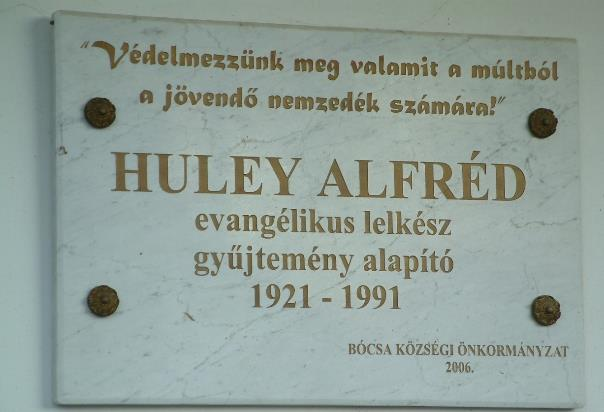 "Védelmezzünk meg valamit a múltból
a jövendő nemzedék számára!"
HULEY ALFRÉD
evangélikus lelkész
gyűjtemény alapító
1921 - 1991
BÓCSA KÖZSÉGI ÖNKORMÁNYZAT
2006.